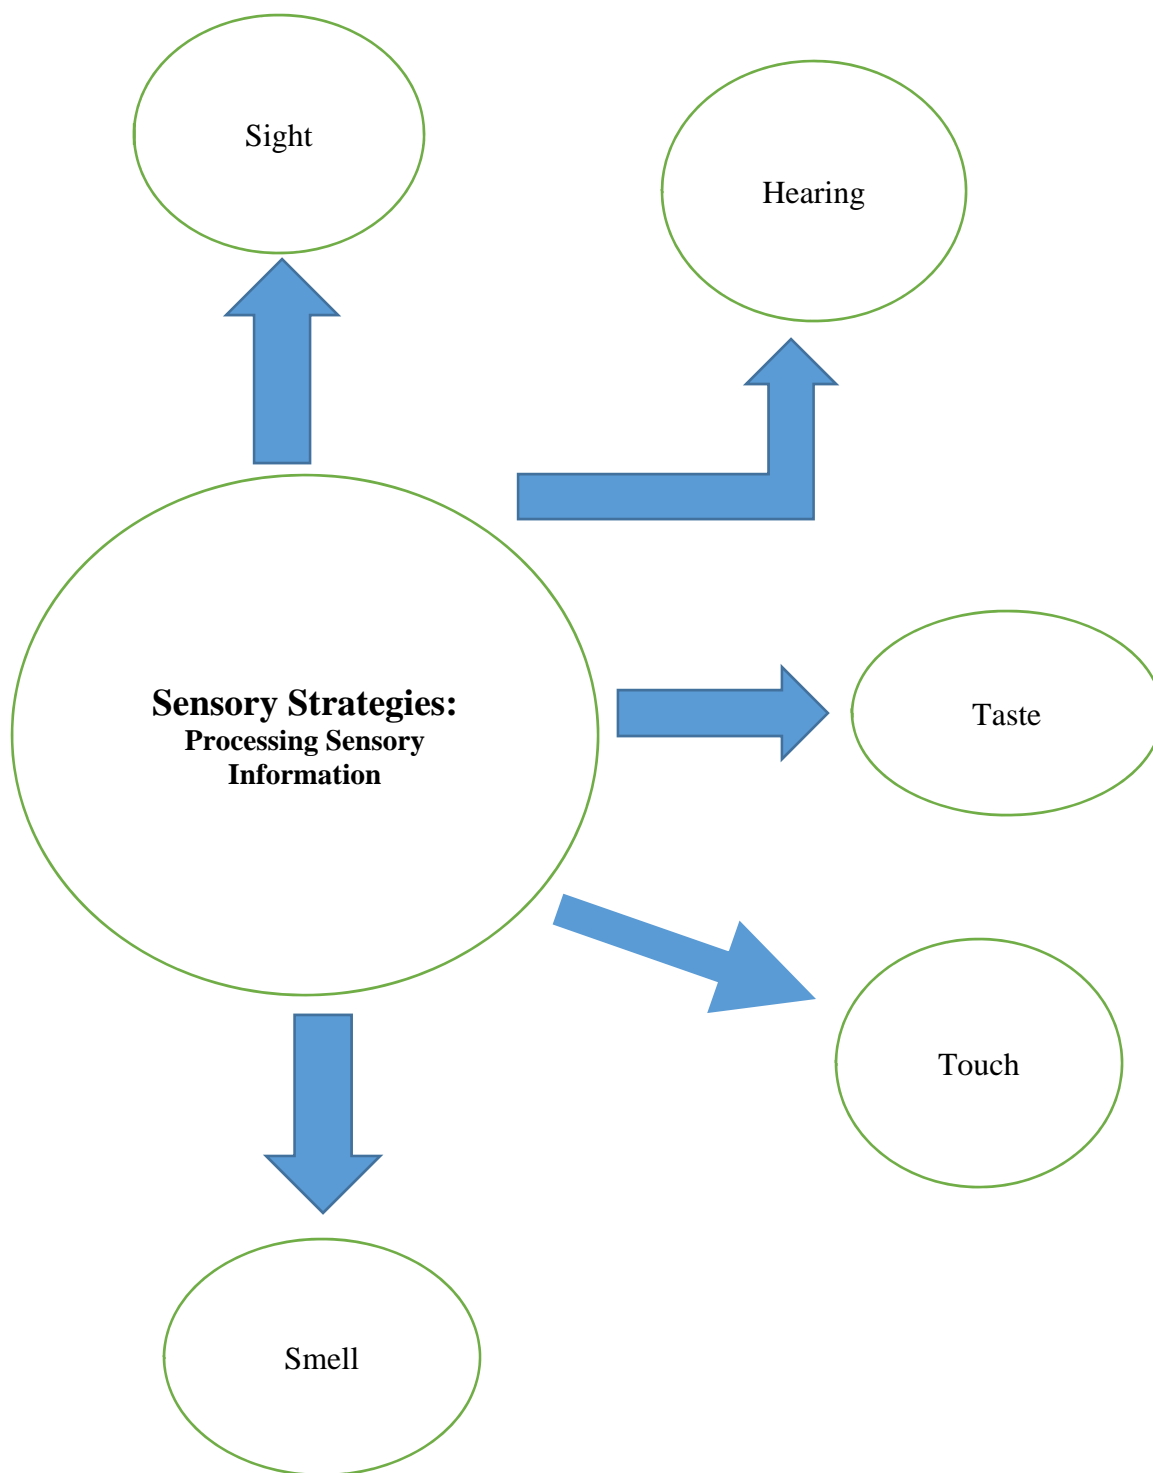 Sight
Hearing
Sensory Strategies:
Processing Sensory
Information
Taste
Touch
Smell